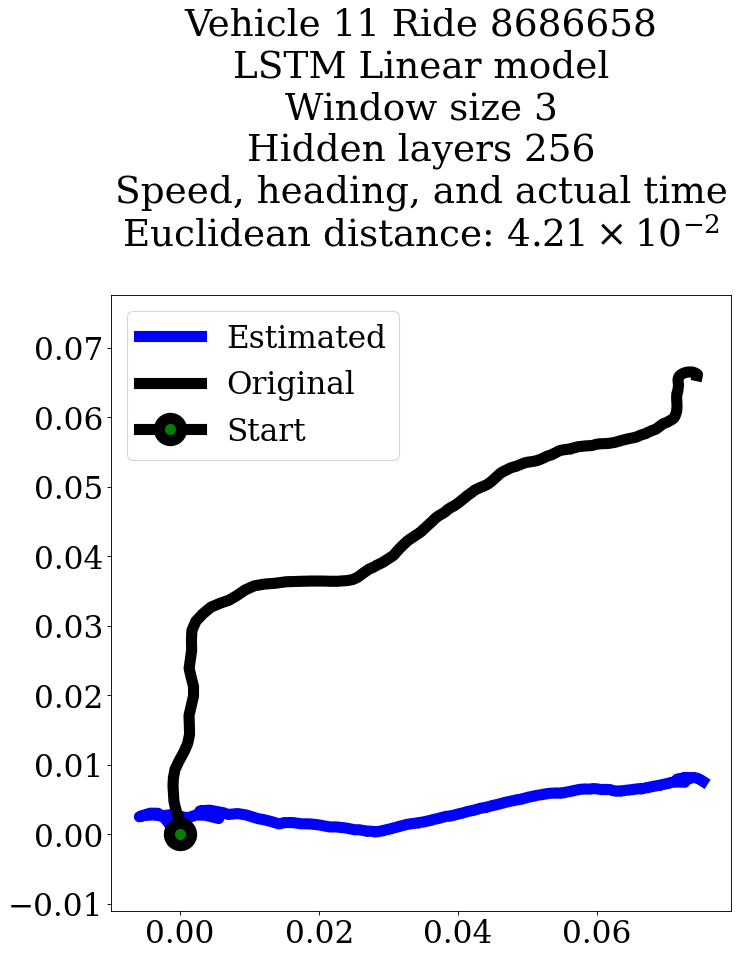 Vehicle 11 Ride 8686658
LSTM Linear model
Window size 3
Hidden layers 256
Speed, heading, and actual time
Euclidean distance: 4.21 × 10⁻²
Estimated
Original
Start
0.07
0.06
0.05
0.04
0.03
0.02
0.01
0.00
−0.01
0.00 0.02 0.04 0.06